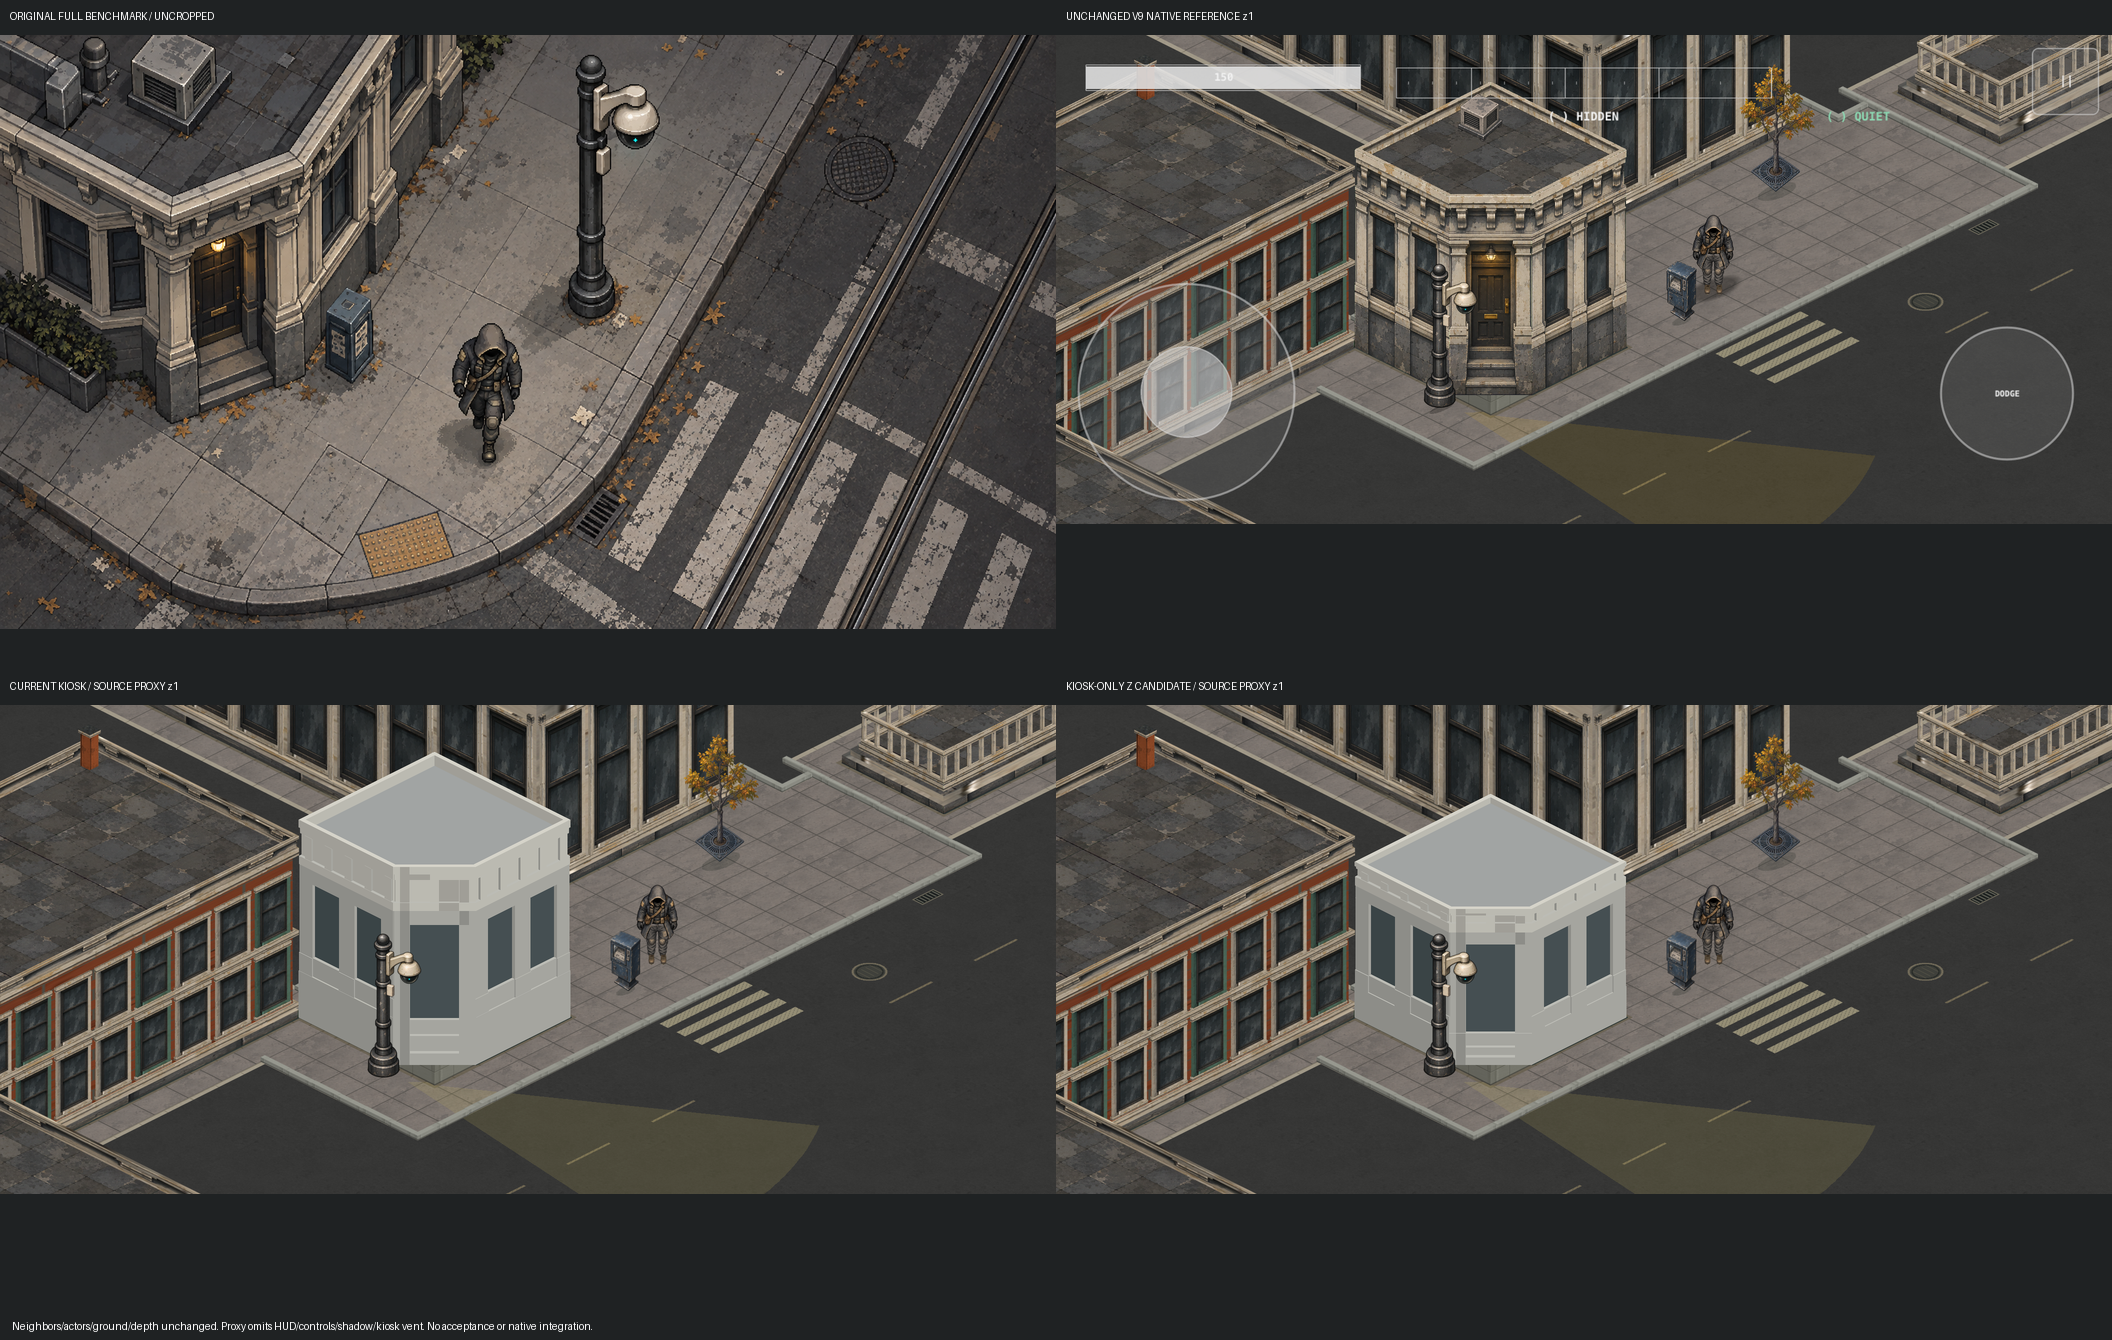 ORIGINAL FULL BENCHMARK / UNCROPPED
UNCHANGED V9 NATIVE REFERENCE z1
150
( ) HIDDEN
( ) QUIET
DODGE
CURRENT KIOSK / SOURCE PROXY z1
KIOSK-ONLY Z CANDIDATE / SOURCE PROXY z1
Neighbors/actors/ground/depth unchanged. Proxy omits HUD/controls/shadow/kiosk vent. No acceptance or native integration.